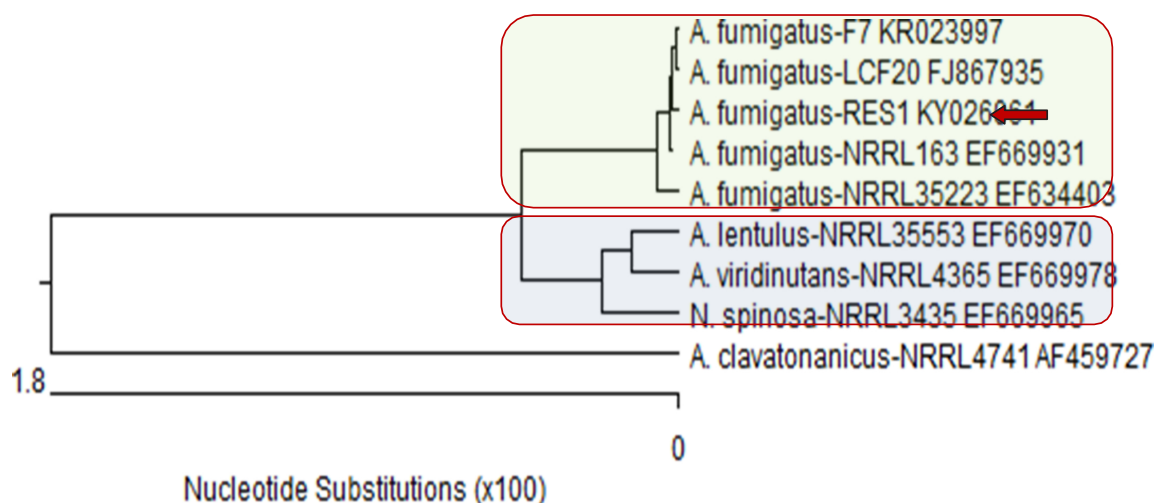 A. fumigatus-F7 KR023997
A. fumigatus-LCF20 FJ867935
A. fumigatus-RES1
A. fumigatus-NRRL163 EF669931
A. fumigatus-NRRL35223 EF634403
A. lentulus-NRRL35553 EF669970
A. viridinutans-NRRL4365 EF669978
N. spinosa-NRRL3435 EF669965
A. clavatonanicus-NRRL4741 AF459727
1.8
0
Nucleotide Substitutions (x100)